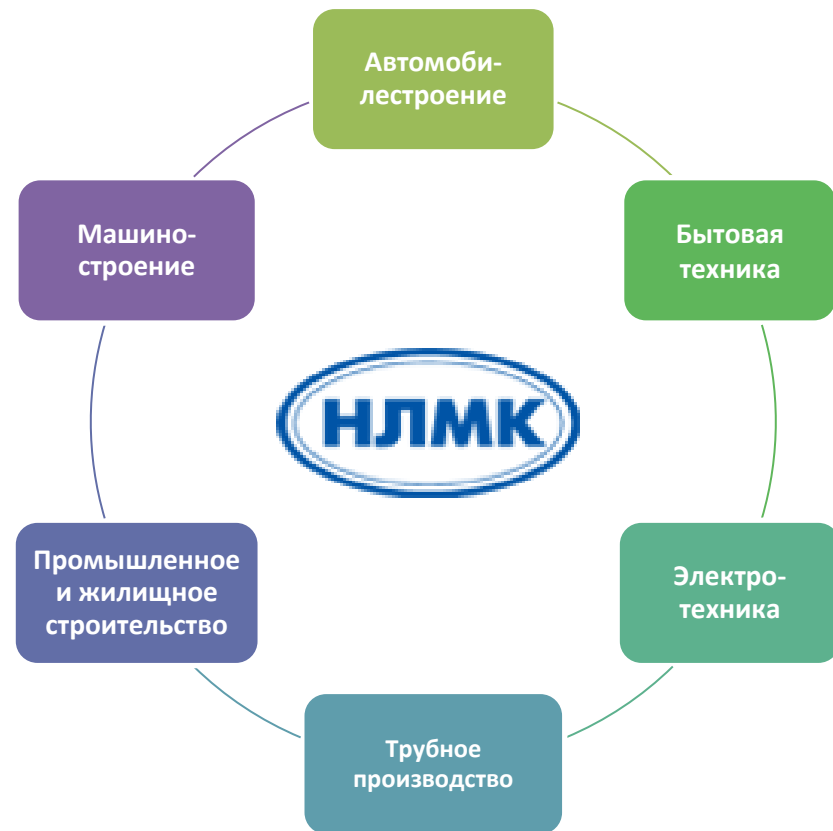 Автомоби-
лестроение
Машино-
строение
Бытовая
техника
НЛМК
Промышленное
и жилищное
строительство
Электро-
техника
Трубное
производство